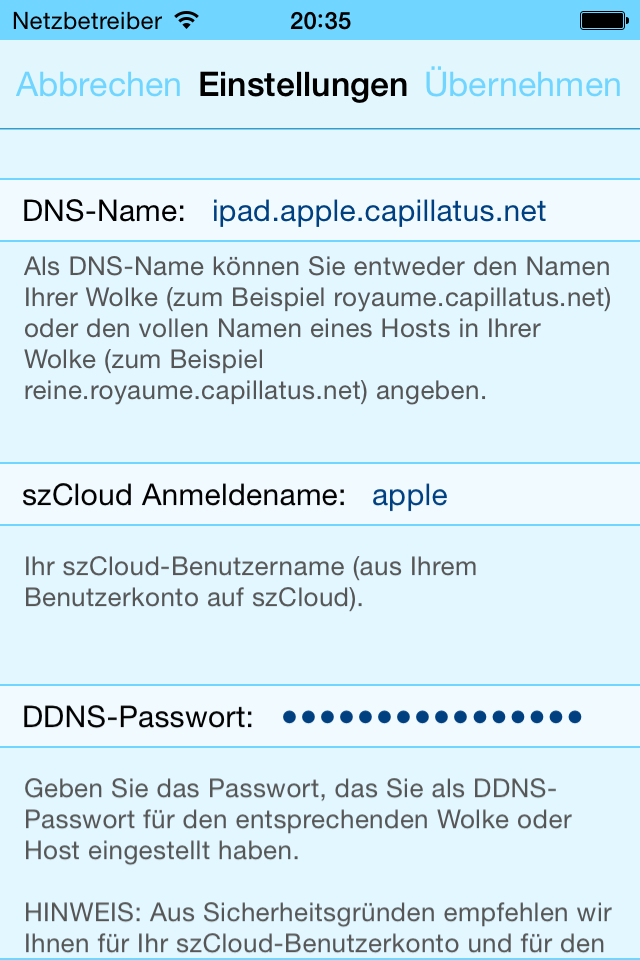 Netzbetreiber 20:35
Abbrechen Einstellungen Übernehmen
DNS-Name: ipad.apple.capillatus.net
Als DNS-Name können Sie entweder den Namen
Ihrer Wolke (zum Beispiel royaume.capillatus.net)
oder den vollen Namen eines Hosts in Ihrer
Wolke (zum Beispiel
reine.royaume.capillatus.net) angeben.
szCloud Anmeldename: apple
Ihr szCloud-Benutzername (aus Ihrem
Benutzerkonto auf szCloud).
DDNS-Passwort: ••••••••••••••••
Geben Sie das Passwort, das Sie als DDNS-
Passwort für den entsprechenden Wolke oder
Host eingestellt haben.
HINWEIS: Aus Sicherheitsgründen empfehlen wir
Ihnen für Ihr szCloud-Benutzerkonto und für den